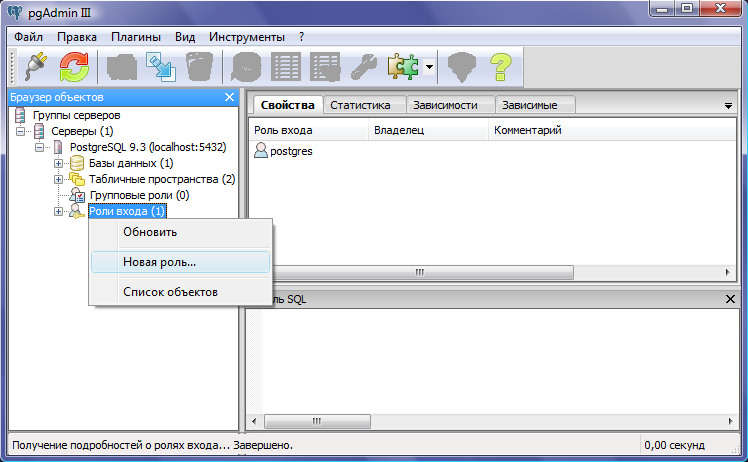 pgAdmin III
Файл Правка Плагины Вид Инструменты ?
Браузер объектов
Группы серверов
Серверы (1)
PostgreSQL 9.3 (localhost:5432)
Базы данных (1)
Табличные пространства (2)
Групповые роли (0)
Роли входа (1)
Обновить
Новая роль...
Список объектов
Свойства Статистика Зависимости Зависимые
Роль входа Владелец Комментарий
postgres
SQL
Получение подробностей о ролях входа... Завершено. 0,00 секунд